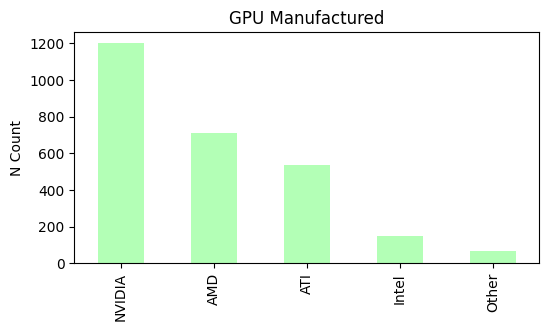 GPU Manufactured
N Count
1200
1000
800
600
400
200
0
NVIDIA
AMD
ATI
Intel
Other